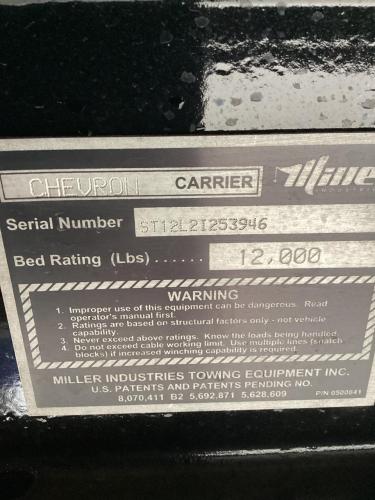 CHEVRON CARRIER
Serial Number ST12L2I253946
Bed Rating (Lbs) ...... 12,000
WARNING
1. Improper use of this equipment can be dangerous. Read
operator's manual first.
2. Ratings are based on structural factors only - not vehicle
capability.
3. Never exceed above ratings. Know the loads being handled.
4. Do not exceed cable working limit. Use multiple lines (snatch
blocks) if increased winching capability is required.
MILLER INDUSTRIES TOWING EQUIPMENT INC.
U.S. PATENTS AND PATENTS PENDING NO.
8,070,411 B2 5,692,871 5,628,609
P/N 0500841